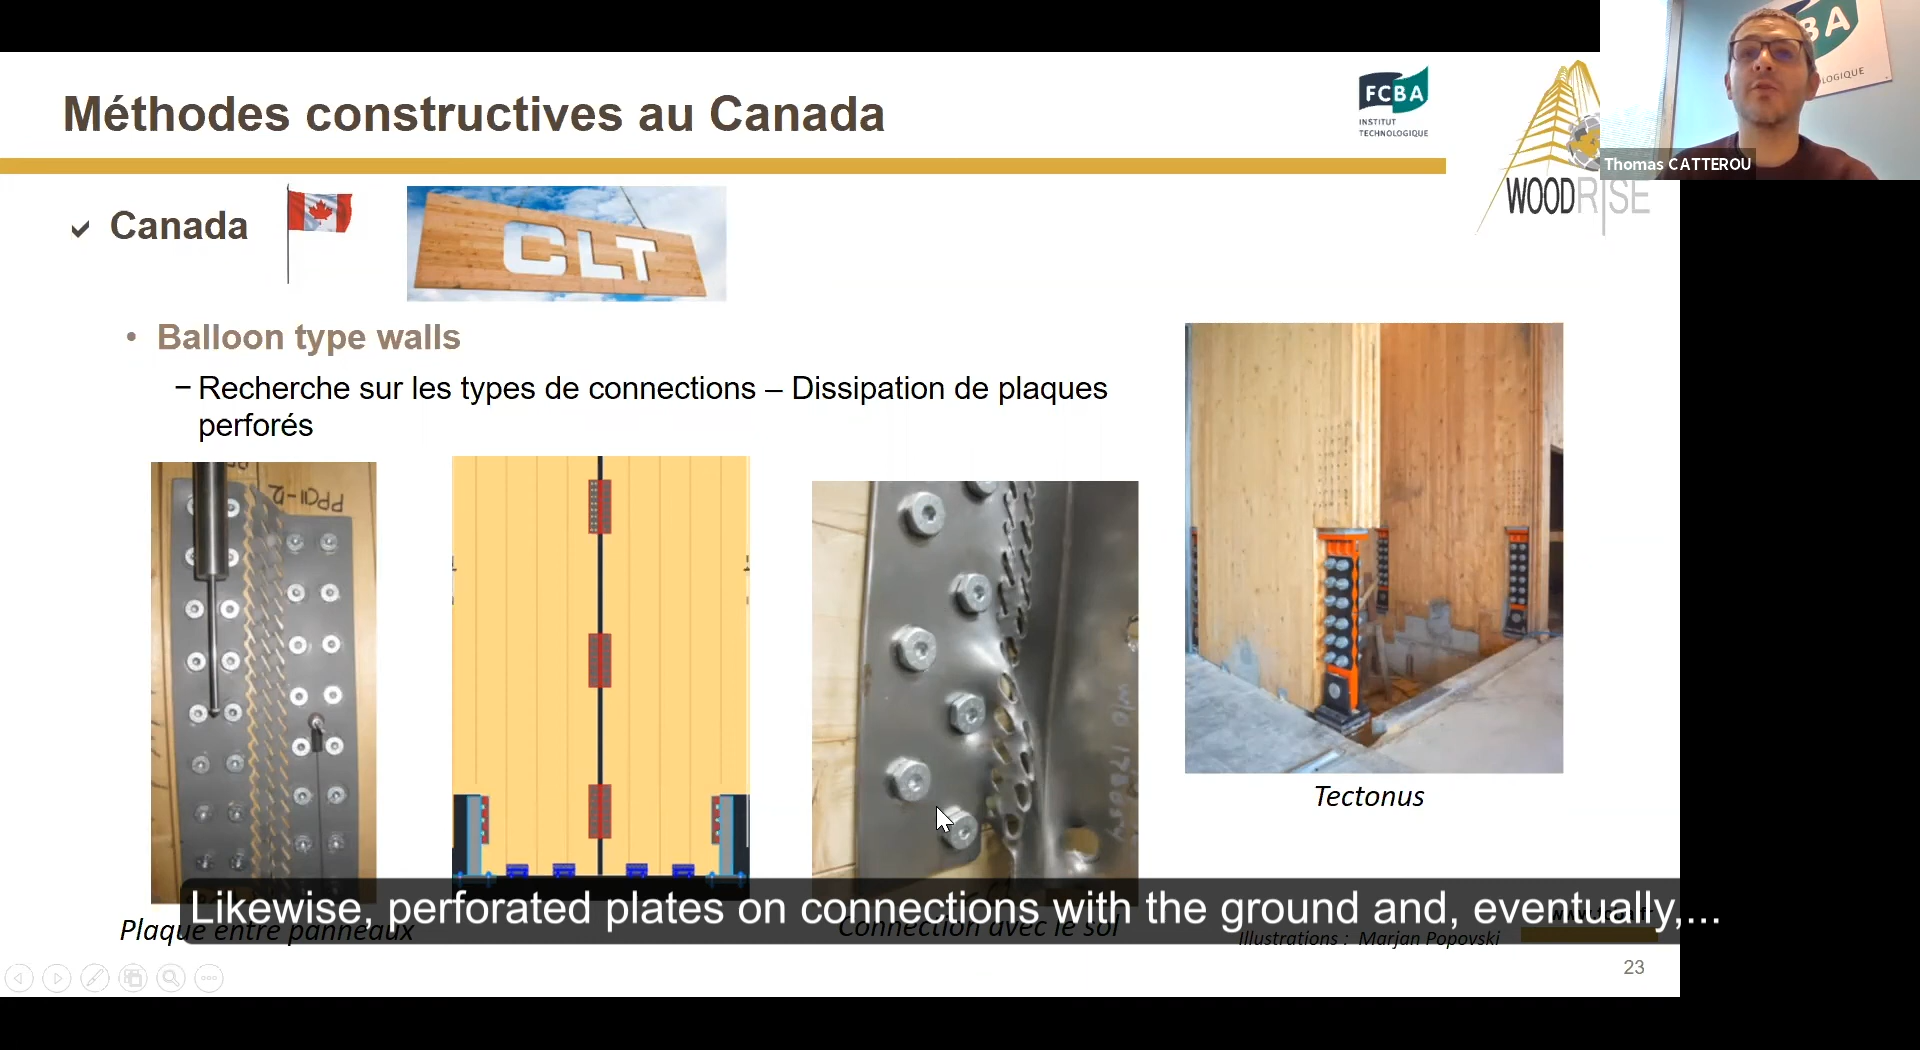 Méthodes constructives au Canada
FCBA
INSTITUT
TECHNOLOGIQUE
WOODRISE
BA
OLOGIQUE
Thomas CATTEROU
Canada
CLT
• Balloon type walls
– Recherche sur les types de connections – Dissipation de plaques
perforés
Tectonus
Likewise, perforated plates on connections with the ground and, eventually,...
Plaque entre panneaux
Connection avec le sol
Illustrations : Marjan Popovski
23